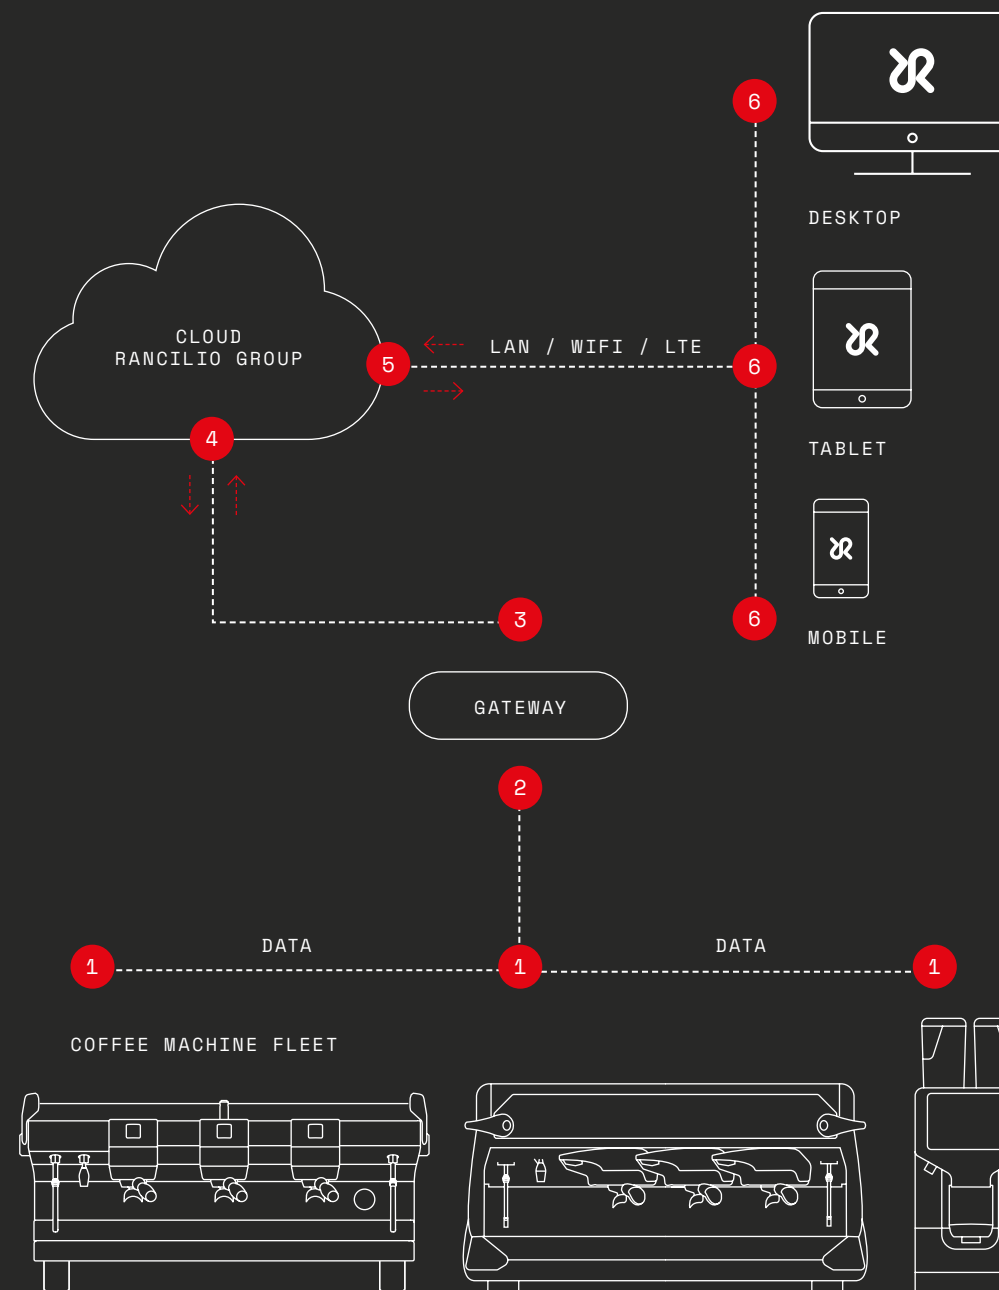 6
DESKTOP
CLOUD
RANCILIO GROUP
5
LAN / WIFI / LTE
6
4
TABLET
3
6
MOBILE
GATEWAY
2
DATA
DATA
1
1
1
COFFEE MACHINE FLEET